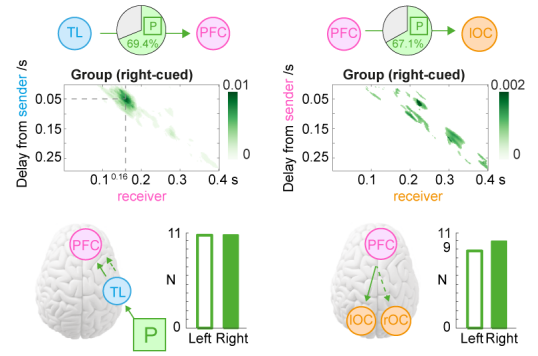 TL
P
69.4%
PFC
Group (right-cued)
0.01
0
0.05
0.15
0.25
Delay from sender /s
0.1 0.16 0.2 0.3 0.4 s
receiver
PFC
TL
P
11
N
0
Left Right
PFC
P
67.1%
IOC
Group (right-cued)
0.002
0
0.05
0.15
0.25
Delay from sender /s
0.1 0.2 0.3 0.4 s
receiver
PFC
lOC rOC
11
9
N
0
Left Right